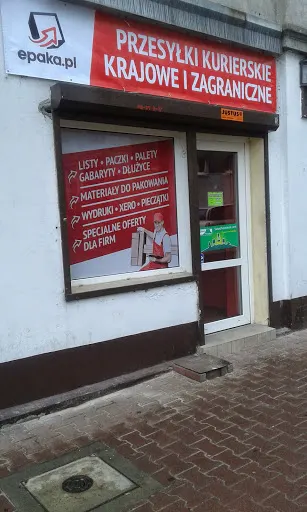 epaka.pl
PRZESYŁKI KURIERSKIE
KRAJOWE I ZAGRANICZNE
LISTY • PACZKI • PALETY
GABARYTY • DŁUŻYCE
MATERIAŁY DO PAKOWANIA
WYDRUKI • XERO • PIECZĄTKI
SPECJALNE OFERTY
DLA FIRM